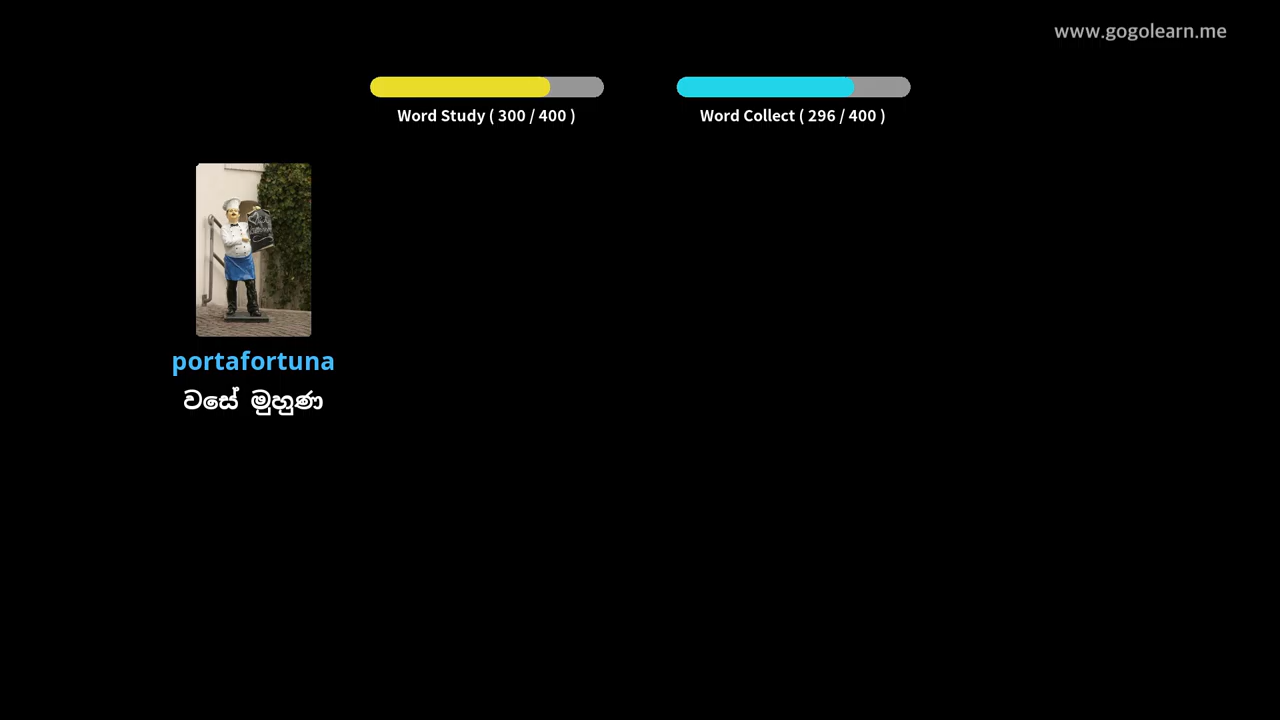 www.gogolearn.me
Word Study ( 300 / 400 )
Word Collect ( 296 / 400 )
portafortuna
වසේ මුහුණ